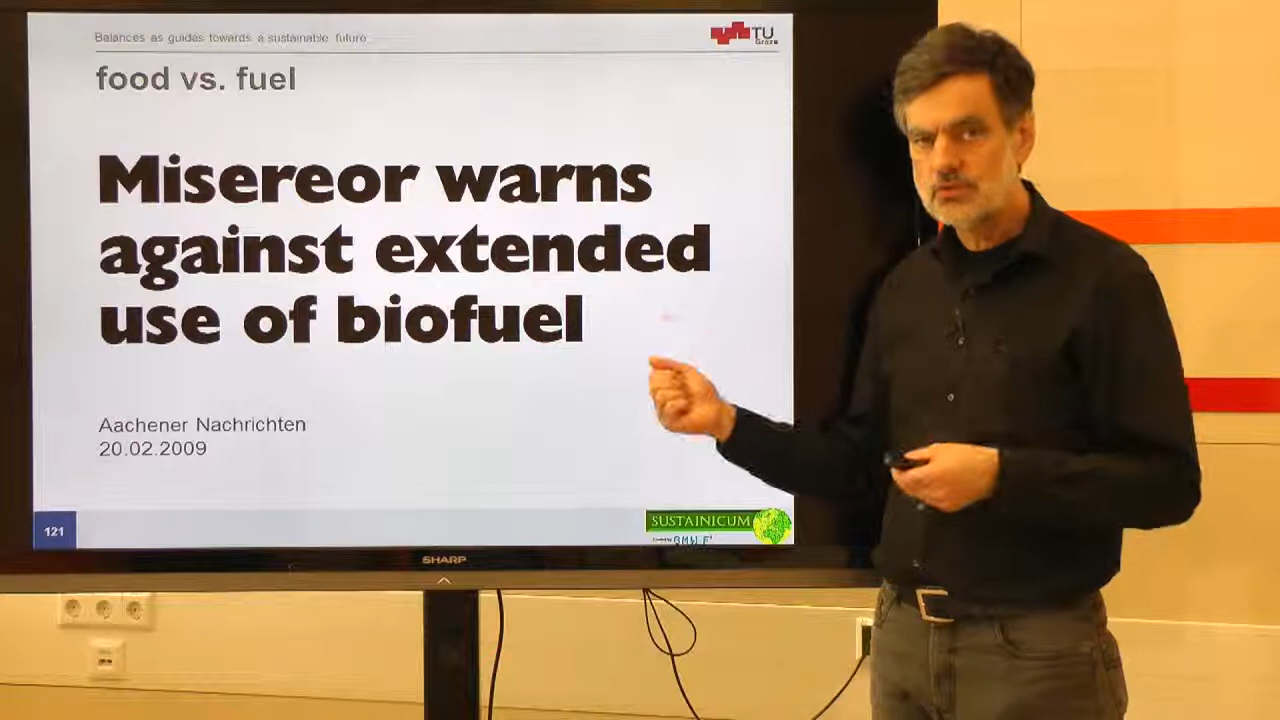 Balances as guides towards a sustainable future
TU
Graz
food vs. fuel
Misereor warns
against extended
use of biofuel
Aachener Nachrichten
20.02.2009
121
SUSTAINICUM
BMWF
SHARP